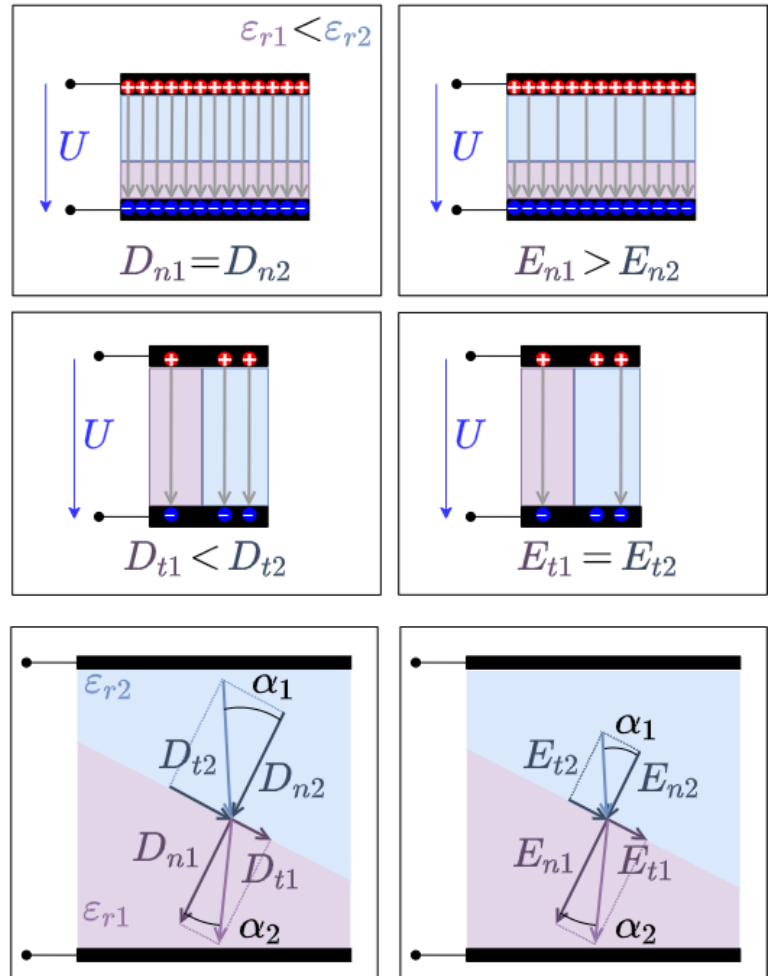 εr1<εr2
U
Dn1=Dn2
U
En1>En2
U
Dt1<Dt2
U
Et1=Et2
εr2
α1
Dt2
Dn2
Dn1
Dt1
εr1
α2
α1
Et2
En2
En1
Et1
α2